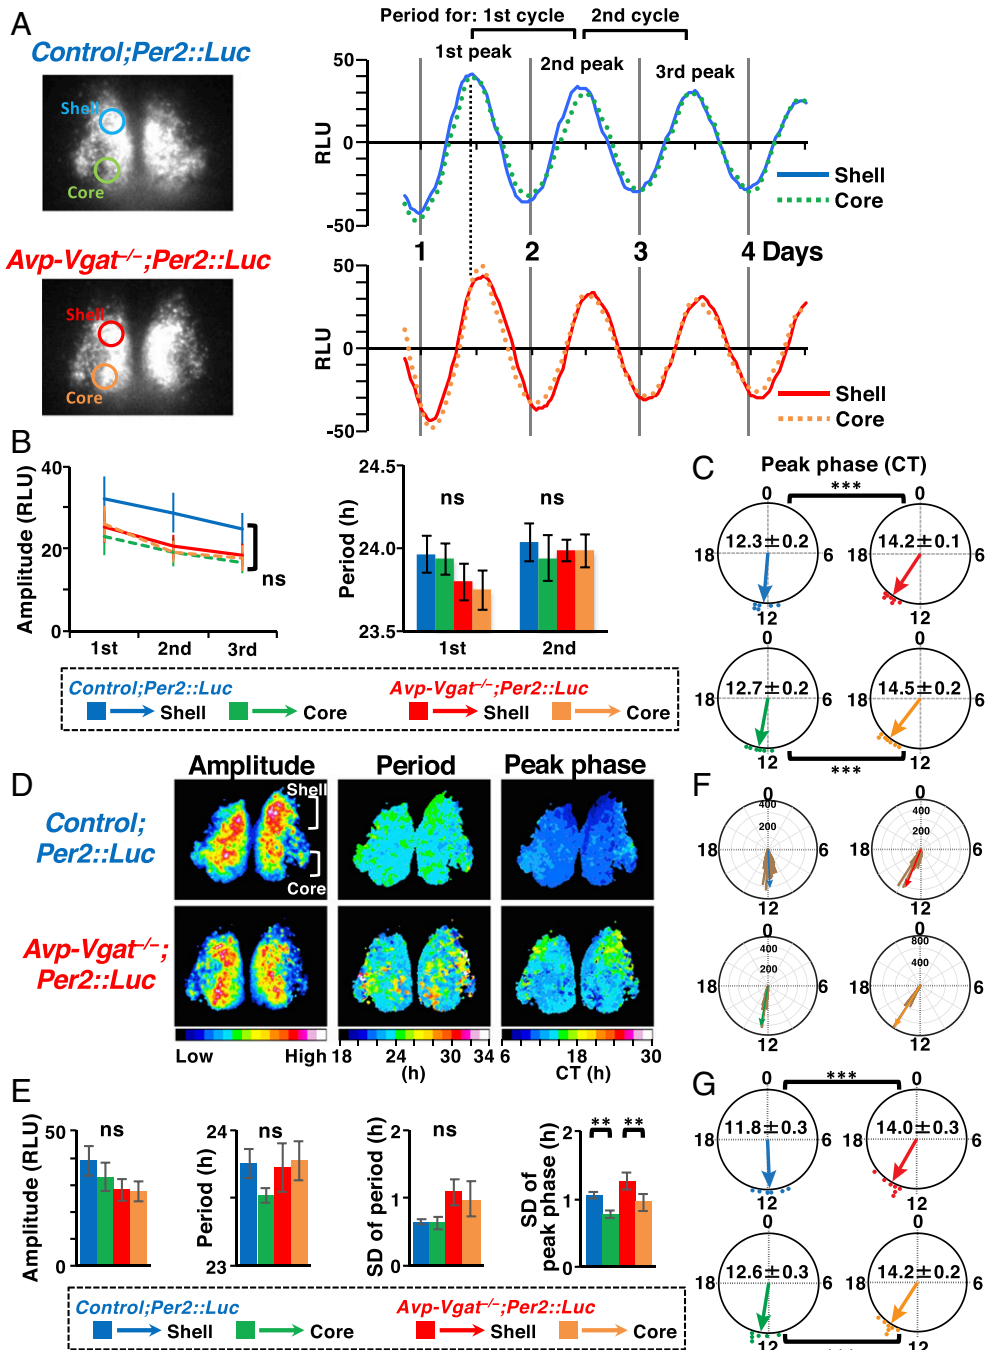 A
Control;Per2::Luc
Shell
Core
Avp-Vgat–/–;Per2::Luc
Shell
Core
Period for: 1st cycle 2nd cycle
1st peak
2nd peak
3rd peak
50
RLU
0
-50
Shell
Core
1 2 3 4 Days
50
RLU
0
-50
Shell
Core
B
Amplitude (RLU)
40
20
0
1st 2nd 3rd
ns
Period (h)
24.5
24.0
23.5
ns ns
1st 2nd
Control;Per2::Luc Avp-Vgat–/–;Per2::Luc
Shell Core Shell Core
C
Peak phase (CT)
***
0 0
18 12.3±0.2 6
18 14.2±0.1 6
12 12
0 0
18 12.7±0.2 6
18 14.5±0.2 6
12 12
***
D
Amplitude Period Peak phase
Control;
Per2::Luc
Shell
Core
Avp-Vgat–/–;
Per2::Luc
Low High
18 24 30 34
(h)
6 18 30
CT (h)
E
Amplitude (RLU)
50
0
ns
Period (h)
24
23
ns
SD of period (h)
2
1
0
ns
SD of
peak phase (h)
2
1
0
** **
Control;Per2::Luc Avp-Vgat–/–;Per2::Luc
Shell Core Shell Core
F
0 0
400 400
200 200
18 6 18 6
12 12
0 0
400 800
200 400
18 6 18 6
12 12
G
***
0 0
18 11.8±0.3 6
18 14.0±0.3 6
12 12
0 0
18 12.6±0.3 6
18 14.2±0.2 6
12 12